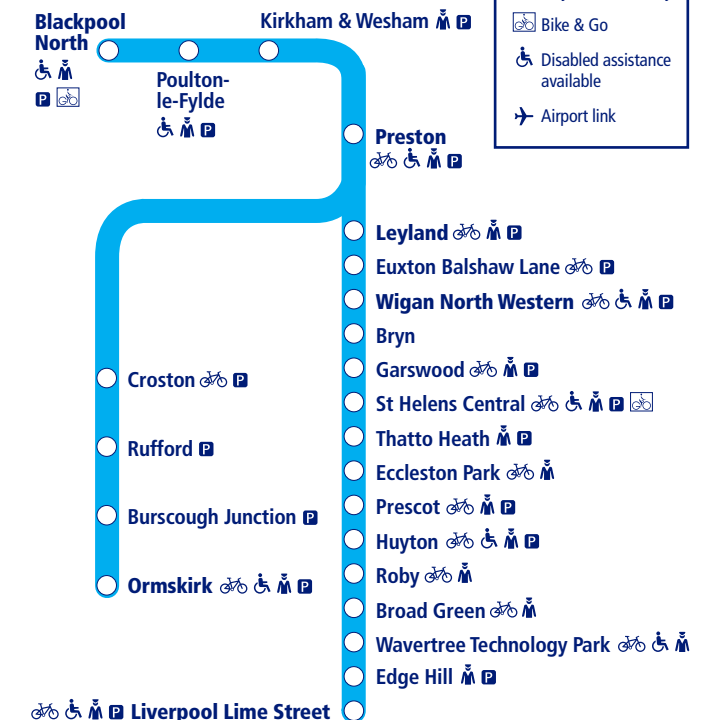 Blackpool
North
Kirkham & Wesham P
P
Poulton-
le-Fylde
P
Bike & Go
Disabled assistance
available
Airport link
Preston
P
Leyland P
Euxton Balshaw Lane P
Wigan North Western P
Bryn
Garswood P
St Helens Central P
Thatto Heath P
Eccleston Park
Prescot P
Huyton P
Roby
Broad Green
Wavertree Technology Park
Edge Hill P
P Liverpool Lime Street
Croston P
Rufford P
Burscough Junction P
Ormskirk P